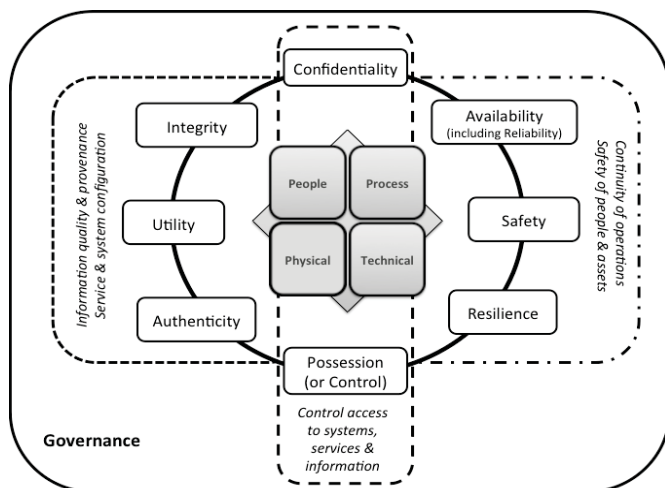 Confidentiality
Integrity
Availability
(including Reliability)
People
Process
Information quality & provenance
Service & system configuration
Continuity of operations
Safety of people & assets
Utility
Safety
Physical
Technical
Authenticity
Resilience
Possession
(or Control)
Control access
to systems,
services &
information
Governance